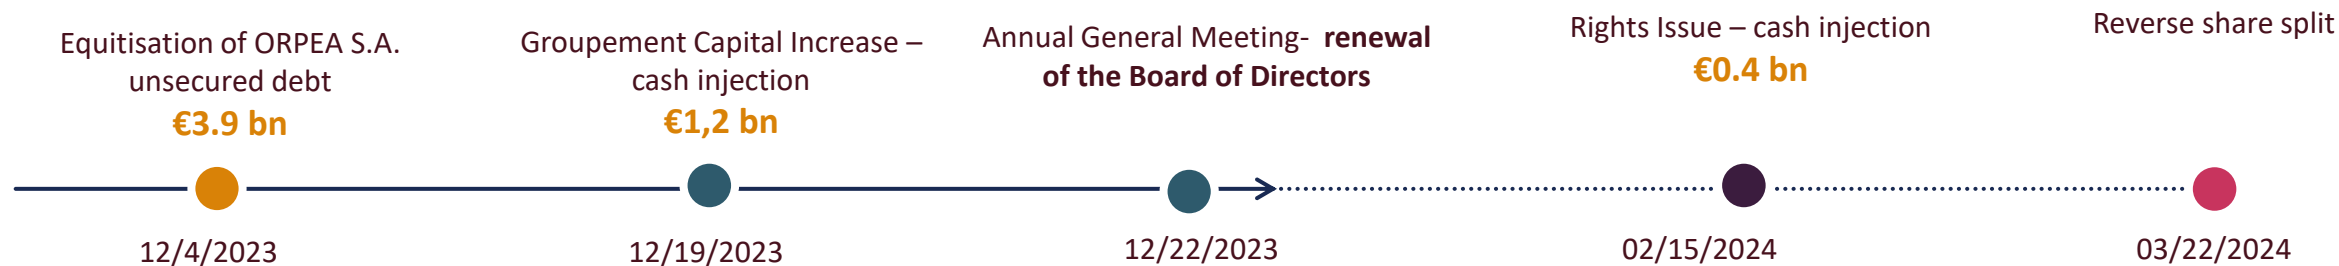 Equitisation of ORPEA S.A.
unsecured debt
€3.9 bn
12/4/2023
Groupement Capital Increase –
cash injection
€1,2 bn
12/19/2023
Annual General Meeting- renewal
of the Board of Directors
12/22/2023
Rights Issue – cash injection
€0.4 bn
02/15/2024
Reverse share split
03/22/2024